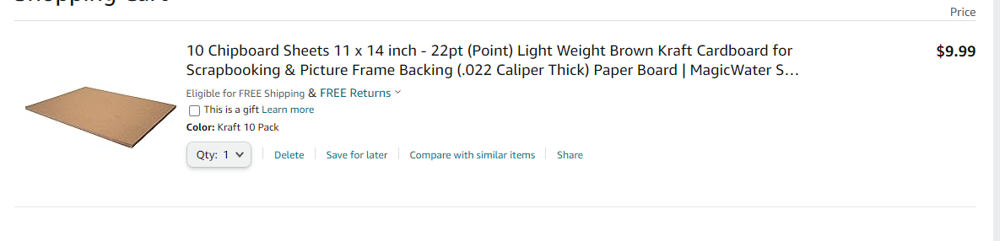 Shopping Cart
Price
10 Chipboard Sheets 11 x 14 inch - 22pt (Point) Light Weight Brown Kraft Cardboard for
$9.99
Scrapbooking & Picture Frame Backing (.022 Caliper Thick) Paper Board | MagicWater S...
Eligible for FREE Shipping & FREE Returns
This is a gift Learn more
Color: Kraft 10 Pack
Qty: 1
Delete
Save for later
Compare with similar items
Share